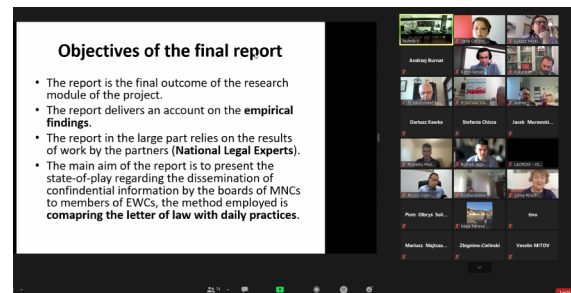 Objectives of the final report
• The report is the final outcome of the research
module of the project.
• The report delivers an account on the empirical
findings.
• The report in the large part relies on the results
of work by the partners (National Legal Experts).
• The main aim of the report is to present the
state-of-play regarding the dissemination of
confindential information by the boards of MNCs
to members of EWCs, the method employed is
comapring the letter of law with daily practices.
Andrzej Burnat
Dariusz Kawka
Stefania Chicca
Jacek Murawski...
Piotr Olbryś Soli...
tino
Mariusz Majtcza...
Zbigniew Cielinski
Veselin MITOV